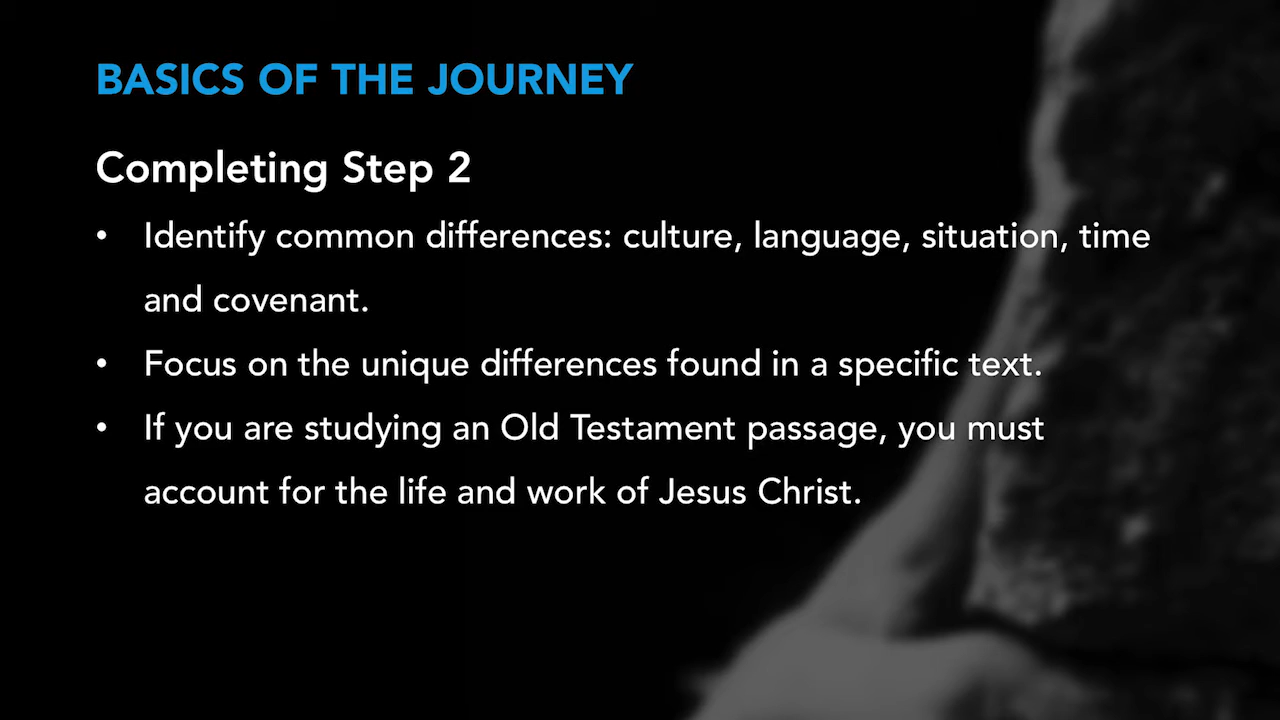 BASICS OF THE JOURNEY
Completing Step 2
• Identify common differences: culture, language, situation, time
and covenant.
• Focus on the unique differences found in a specific text.
• If you are studying an Old Testament passage, you must
account for the life and work of Jesus Christ.